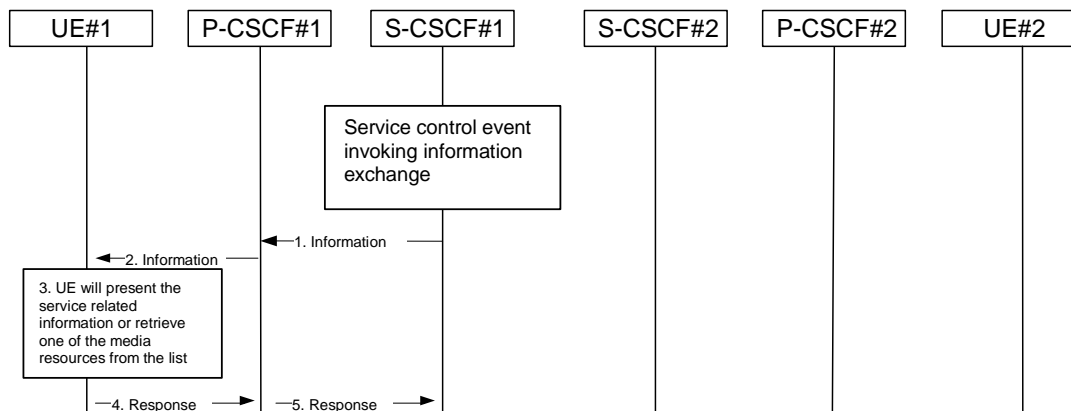 UE#1
P-CSCF#1
S-CSCF#1
S-CSCF#2
P-CSCF#2
UE#2
Service control event
invoking information
exchange
1. Information
2. Information
3. UE will present the
service related
information or retrieve
one of the media
resources from the list
4. Response
5. Response